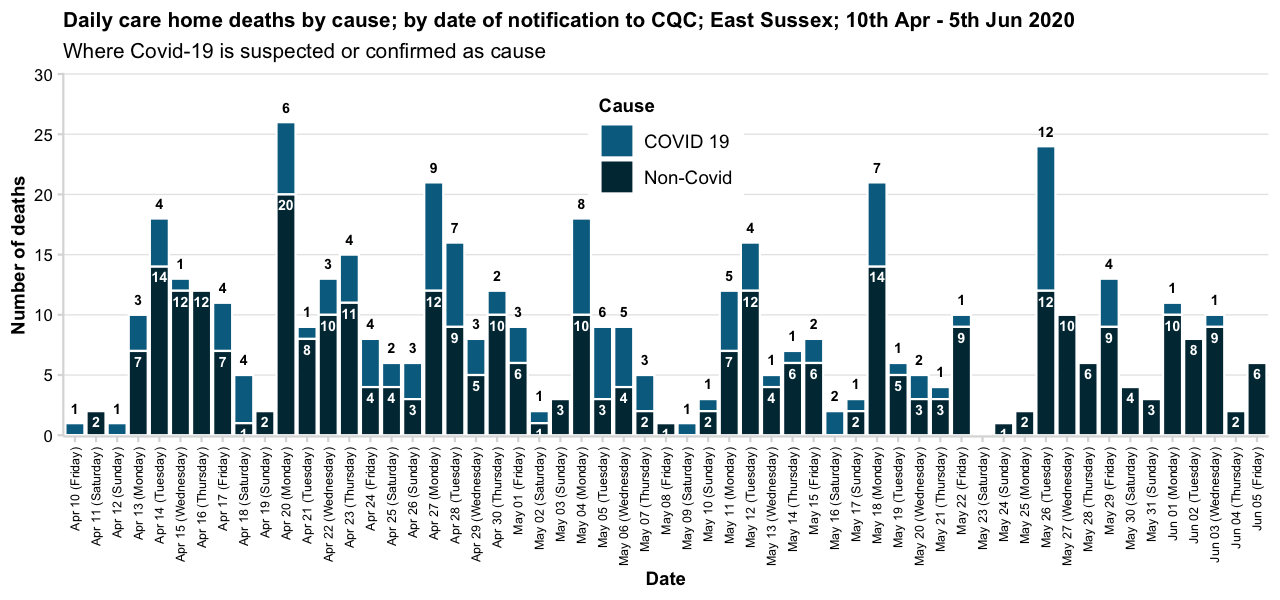 Daily care home deaths by cause; by date of notification to CQC; East Sussex; 10th Apr - 5th Jun 2020
Where Covid-19 is suspected or confirmed as cause
Number of deaths
30
25
20
15
10
5
0
Cause
COVID 19
Non-Covid
1 1 3 4 1 4 4 6 1 3 4 4 2 3 9 7 3 2 3 1 8 6 5 3 1 1 5 4 1 1 2 2 1 7 1 2 1 1 12 4 1 1
2 7 14 12 12 7 1 2 20 8 10 11 4 4 3 12 9 5 10 6 1 3 10 3 4 2 1 2 7 12 4 6 6 2 14 5 3 3 9 1 2 12 10 6 9 4 3 10 8 9 2 6
Apr 10 (Friday)
Apr 11 (Saturday)
Apr 12 (Sunday)
Apr 13 (Monday)
Apr 14 (Tuesday)
Apr 15 (Wednesday)
Apr 16 (Thursday)
Apr 17 (Friday)
Apr 18 (Saturday)
Apr 19 (Sunday)
Apr 20 (Monday)
Apr 21 (Tuesday)
Apr 22 (Wednesday)
Apr 23 (Thursday)
Apr 24 (Friday)
Apr 25 (Saturday)
Apr 26 (Sunday)
Apr 27 (Monday)
Apr 28 (Tuesday)
Apr 29 (Wednesday)
Apr 30 (Thursday)
May 01 (Friday)
May 02 (Saturday)
May 03 (Sunday)
May 04 (Monday)
May 05 (Tuesday)
May 06 (Wednesday)
May 07 (Thursday)
May 08 (Friday)
May 09 (Saturday)
May 10 (Sunday)
May 11 (Monday)
May 12 (Tuesday)
May 13 (Wednesday)
May 14 (Thursday)
May 15 (Friday)
May 16 (Saturday)
May 17 (Sunday)
May 18 (Monday)
May 19 (Tuesday)
May 20 (Wednesday)
May 21 (Thursday)
May 22 (Friday)
May 23 (Saturday)
May 24 (Sunday)
May 25 (Monday)
May 26 (Tuesday)
May 27 (Wednesday)
May 28 (Thursday)
May 29 (Friday)
May 30 (Saturday)
May 31 (Sunday)
Jun 01 (Monday)
Jun 02 (Tuesday)
Jun 03 (Wednesday)
Jun 04 (Thursday)
Jun 05 (Friday)
Date